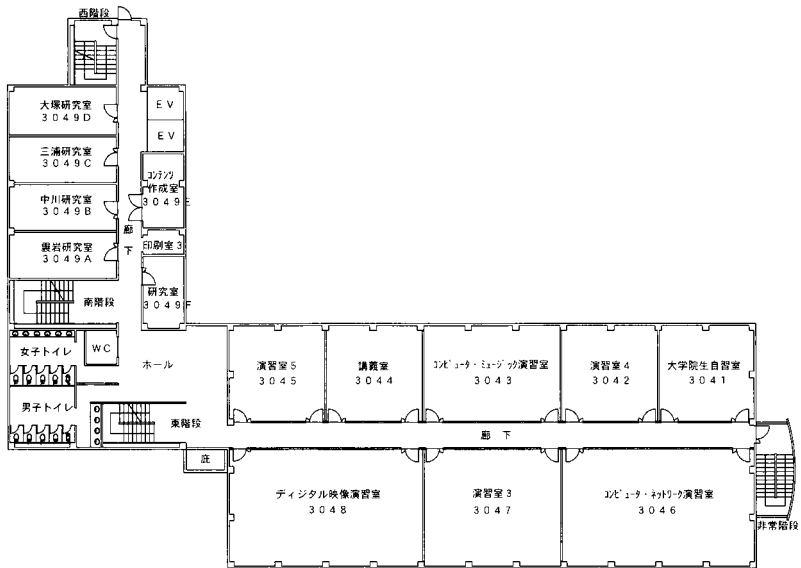 西階段
大塚研究室
3049D
三浦研究室
3049C
中川研究室
3049B
裏岩研究室
3049A
EV
EV
コンテンツ
作成室
3049E
廊
下
印刷室3
研究室
3049F
南階段
女子トイレ
WC
男子トイレ
ホール
東階段
庇
演習室5
3045
講義室
3044
コンピュータ・ミュージック演習室
3043
演習室4
3042
大学院生自習室
3041
廊 下
ディジタル映像演習室
3048
演習室3
3047
コンピュータ・ネットワーク演習室
3046
非常階段